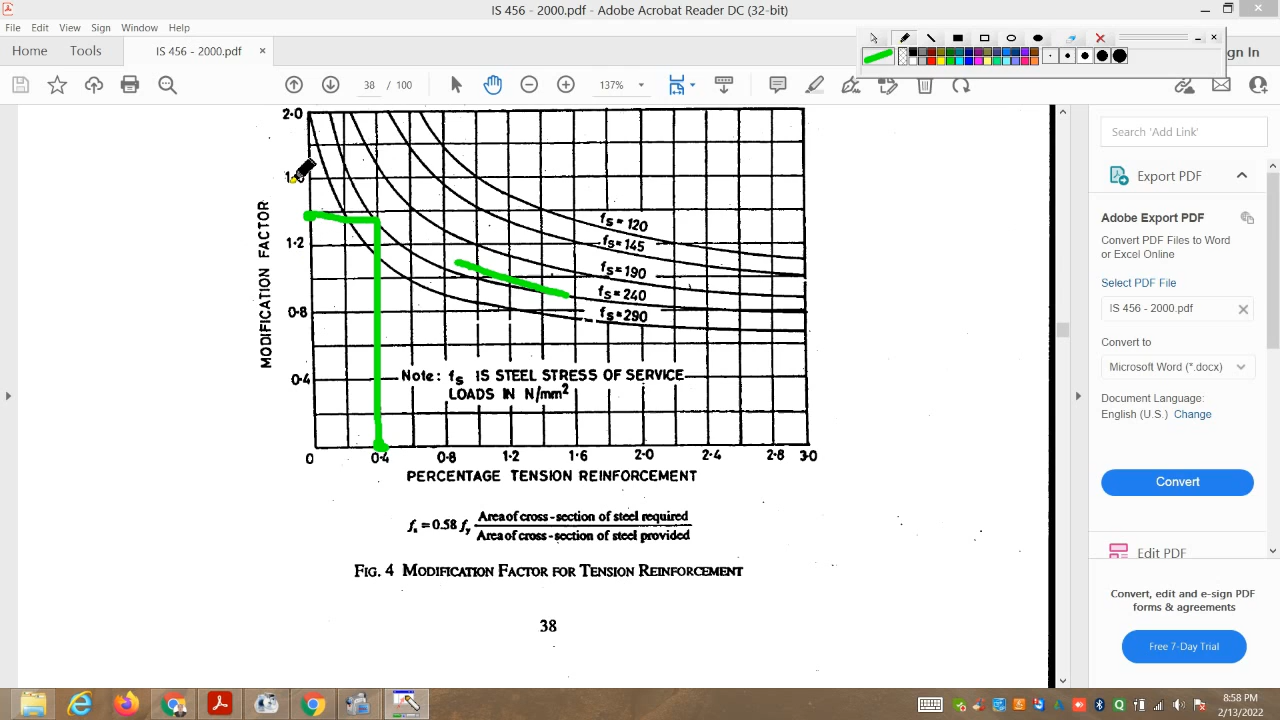 IS 456 - 2000.pdf - Adobe Acrobat Reader DC (32-bit)
File Edit View Sign Window Help
Home Tools IS 456 - 2000.pdf × gn In
38 / 100 137%
2·0
1·2
0·8
0·4
MODIFICATION FACTOR
fs=120
fs=145
fs=190
fs=240
fs=290
Note: fs IS STEEL STRESS OF SERVICE
LOADS IN N/mm²
0 0·4 0·8 1·2 1·6 2·0 2·4 2·8 3·0
PERCENTAGE TENSION REINFORCEMENT
fs = 0.58 fy Area of cross-section of steel required
Area of cross-section of steel provided
FIG. 4 MODIFICATION FACTOR FOR TENSION REINFORCEMENT
38
Search 'Add Link'
Export PDF
Adobe Export PDF
Convert PDF Files to Word
or Excel Online
Select PDF File
IS 456 - 2000.pdf
Convert to
Microsoft Word (*.docx)
Document Language:
English (U.S.) Change
Convert
Edit PDF
Convert, edit and e-sign PDF
forms & agreements
Free 7-Day Trial
8:58 PM
2/13/2022